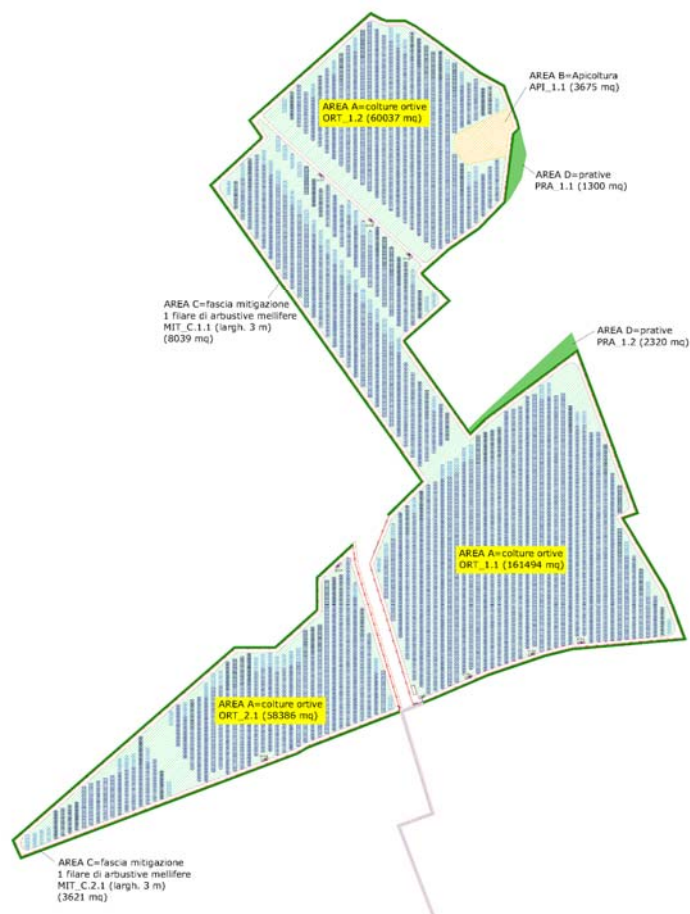 AREA B=Apicoltura
API_1.1 (3675 mq)
AREA A=colture ortive
ORT_1.2 (60037 mq)
AREA D=prative
PRA_1.1 (1300 mq)
AREA C=fascia mitigazione
1 filare di arbustive mellifere
MIT_C.1.1 (largh. 3 m)
(8039 mq)
AREA D=prative
PRA_1.2 (2320 mq)
AREA A=colture ortive
ORT_1.1 (161494 mq)
AREA A=colture ortive
ORT_2.1 (58386 mq)
AREA C=fascia mitigazione
1 filare di arbustive mellifere
MIT_C.2.1 (largh. 3 m)
(3621 mq)